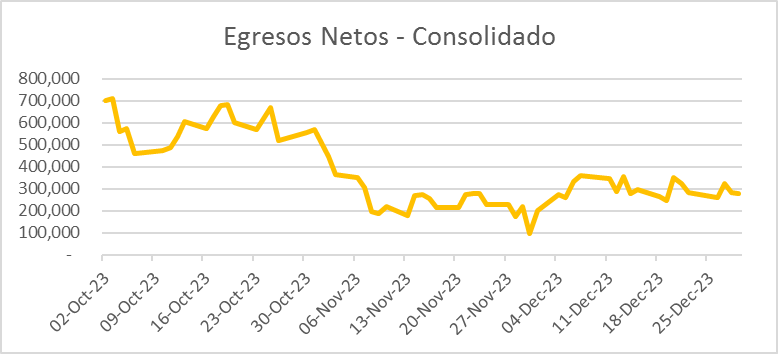 Egresos Netos - Consolidado
800,000
700,000
600,000
500,000
400,000
300,000
200,000
100,000
-
02-Oct-23
09-Oct-23
16-Oct-23
23-Oct-23
30-Oct-23
06-Nov-23
13-Nov-23
20-Nov-23
27-Nov-23
04-Dec-23
11-Dec-23
18-Dec-23
25-Dec-23